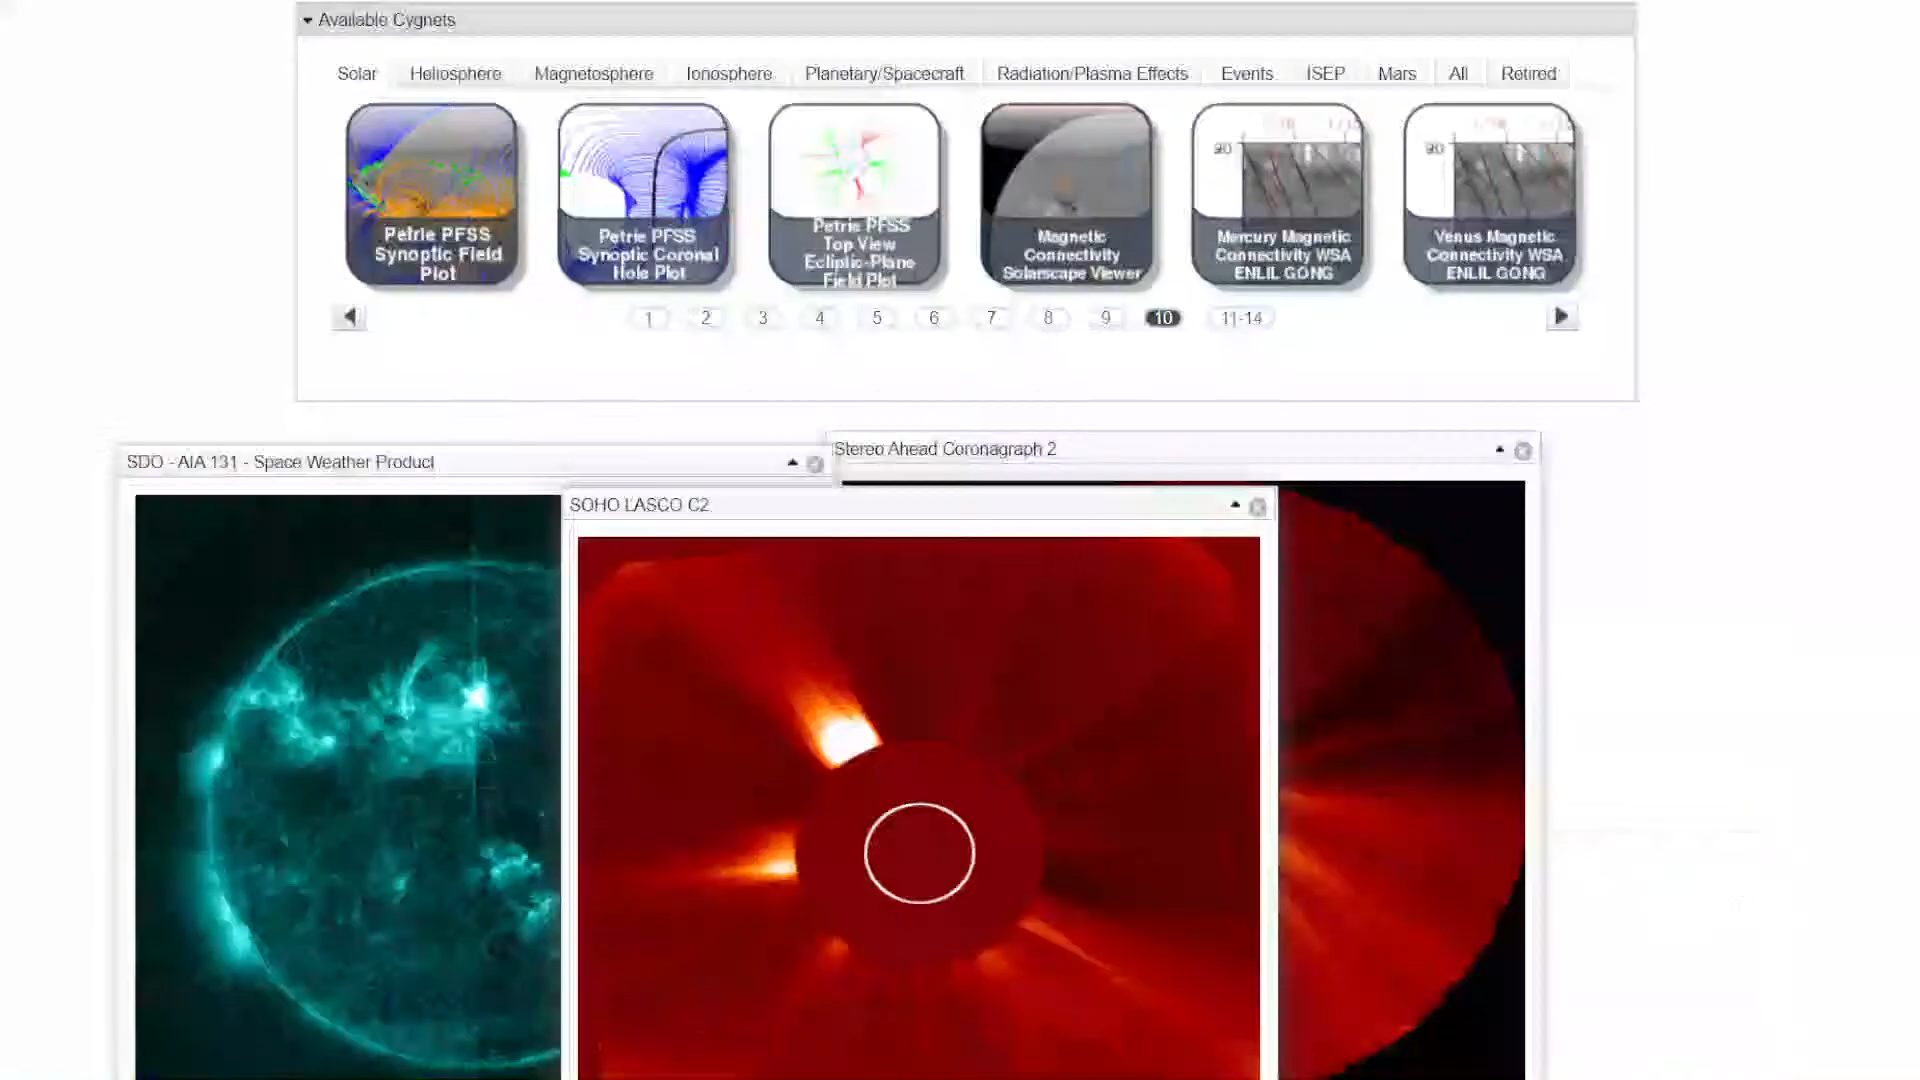 Available Cygnets
Solar Heliosphere Magnetosphere Ionosphere Planetary/Spacecraft Radiation/Plasma Effects Events ISEP Mars All Retired
90
90
Petrie PFSS
Synoptic Field
Plot
Petrie PFSS
Synoptic Coronal
Hole Plot
Petrie PFSS
Top View
Ecliptic-Plane
Field Plot
Magnetic
Connectivity
Solarscape Viewer
Mercury Magnetic
Connectivity WSA
ENLIL GONG
Venus Magnetic
Connectivity WSA
ENLIL GONG
1 2 3 4 5 6 7 8 9 10 11-14
Stereo Ahead Coronagraph 2
SDO - AIA 131 - Space Weather Product
SOHO LASCO C2